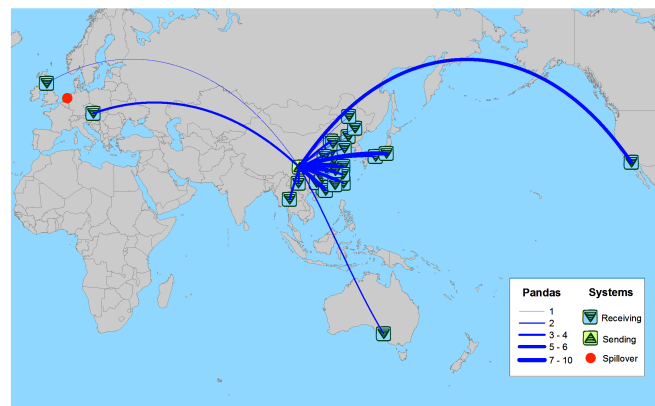 Pandas Systems
1
2
3 - 4
5 - 6
7 - 10
Receiving
Sending
Spillover